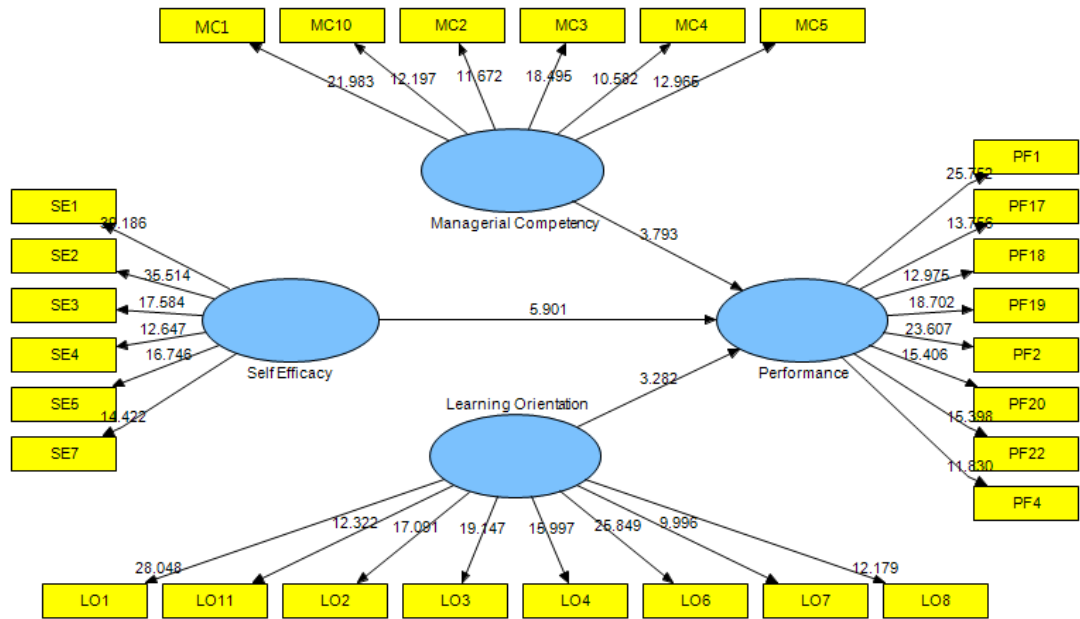 MC1 MC10 MC2 MC3 MC4 MC5
21.983 12.197 11.672 18.495 10.582 12.965
Managerial Competency
SE1
SE2
SE3
SE4
SE5
SE7
39.186
35.514
17.584
12.647
16.746
14.422
Self Efficacy
3.793
5.901
3.282
Performance
PF1
PF17
PF18
PF19
PF2
PF20
PF22
PF4
25.752
13.756
12.975
18.702
23.607
15.406
15.398
11.830
Learning Orientation
28.048 12.322 17.091 19.147 15.997 25.849 9.996 12.179
LO1 LO11 LO2 LO3 LO4 LO6 LO7 LO8